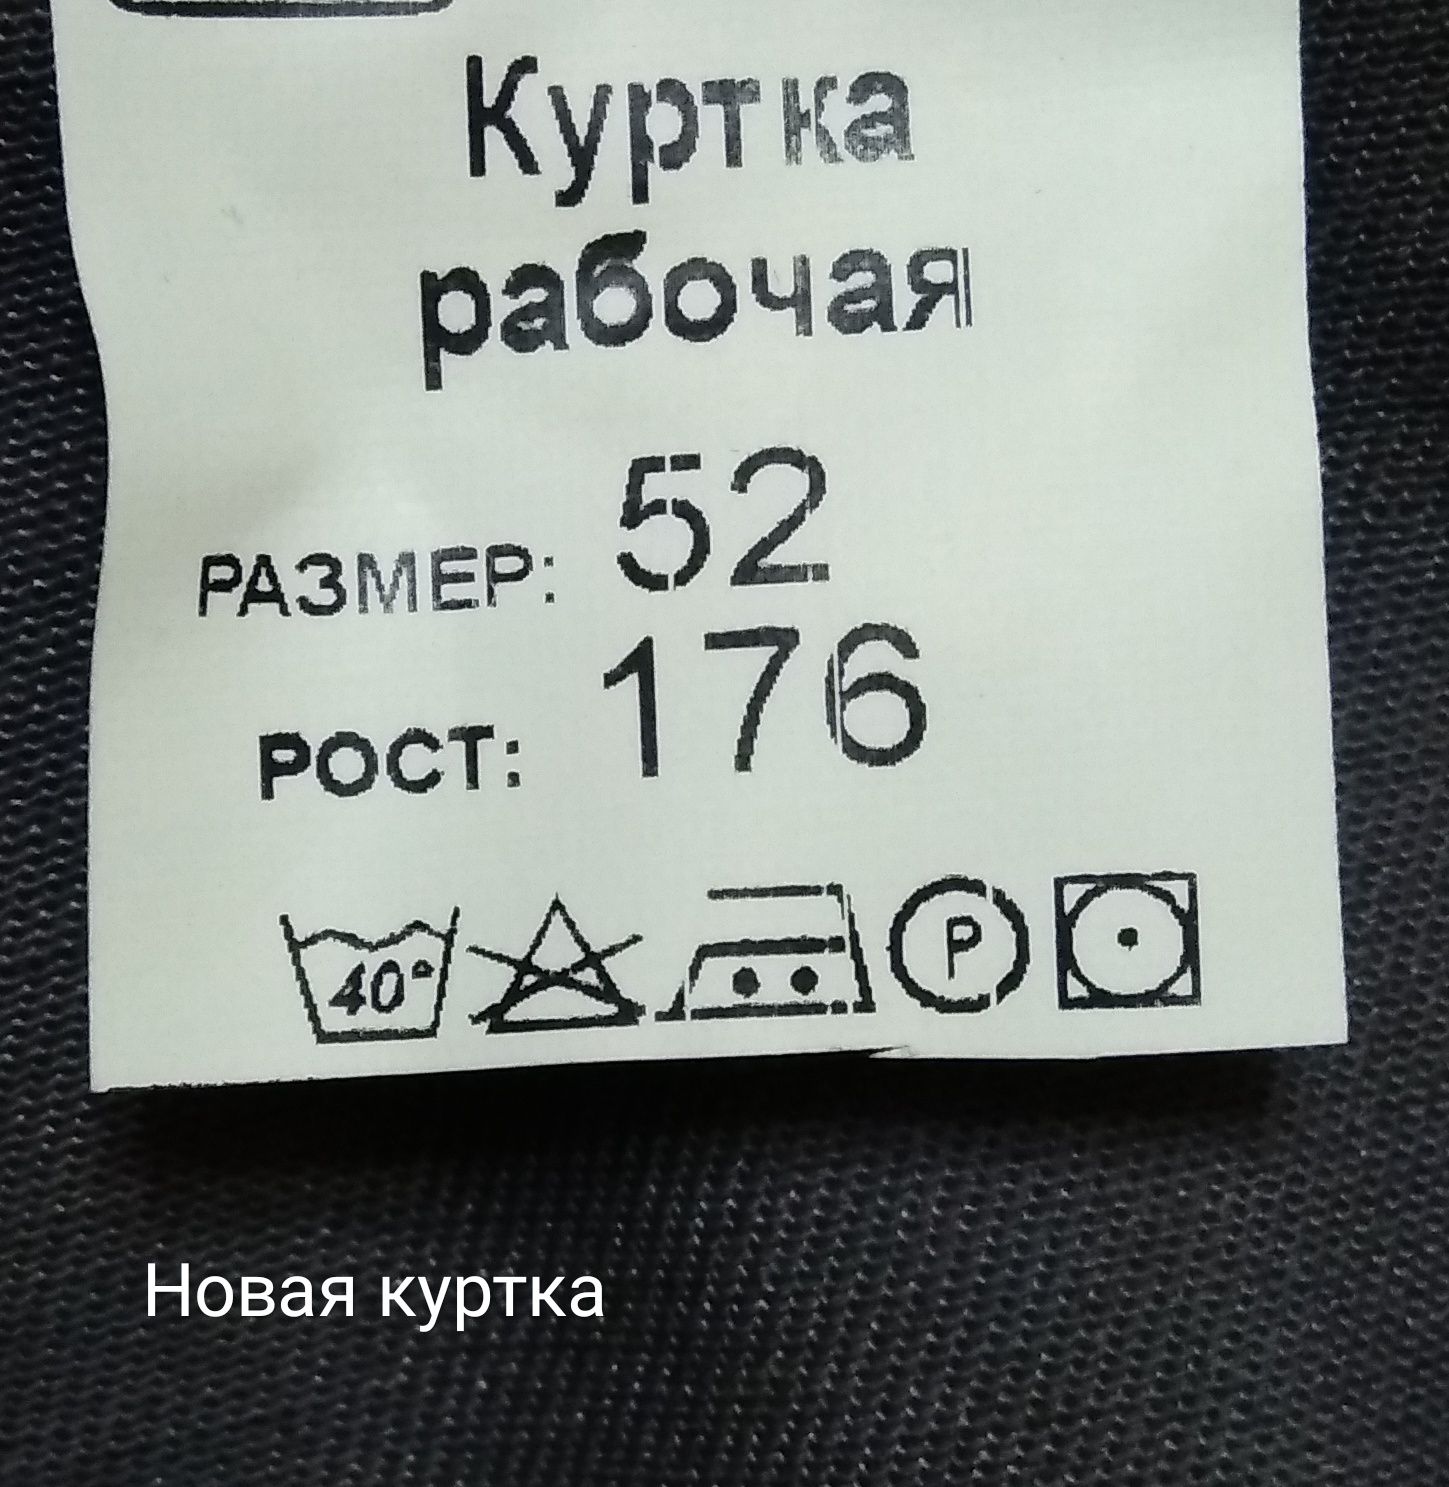 Куртка
рабочая
РАЗМЕР: 52
РОСТ: 176
40° P
Новая куртка